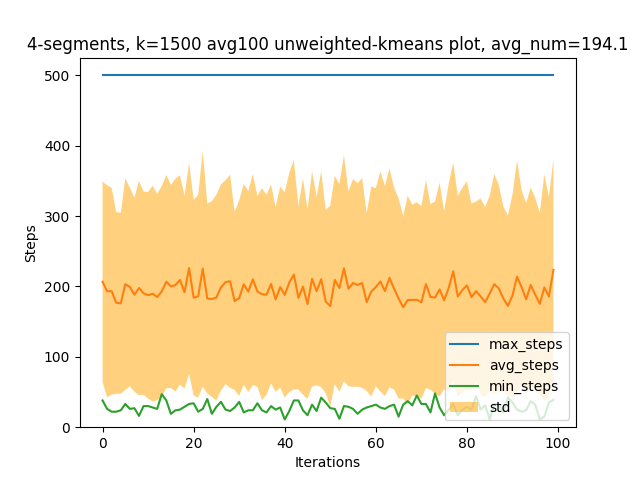 4-segments, k=1500 avg100 unweighted-kmeans plot, avg_num=194.1
500
400
300
200
100
0
Steps
0 20 40 60 80 100
Iterations
max_steps
avg_steps
min_steps
std